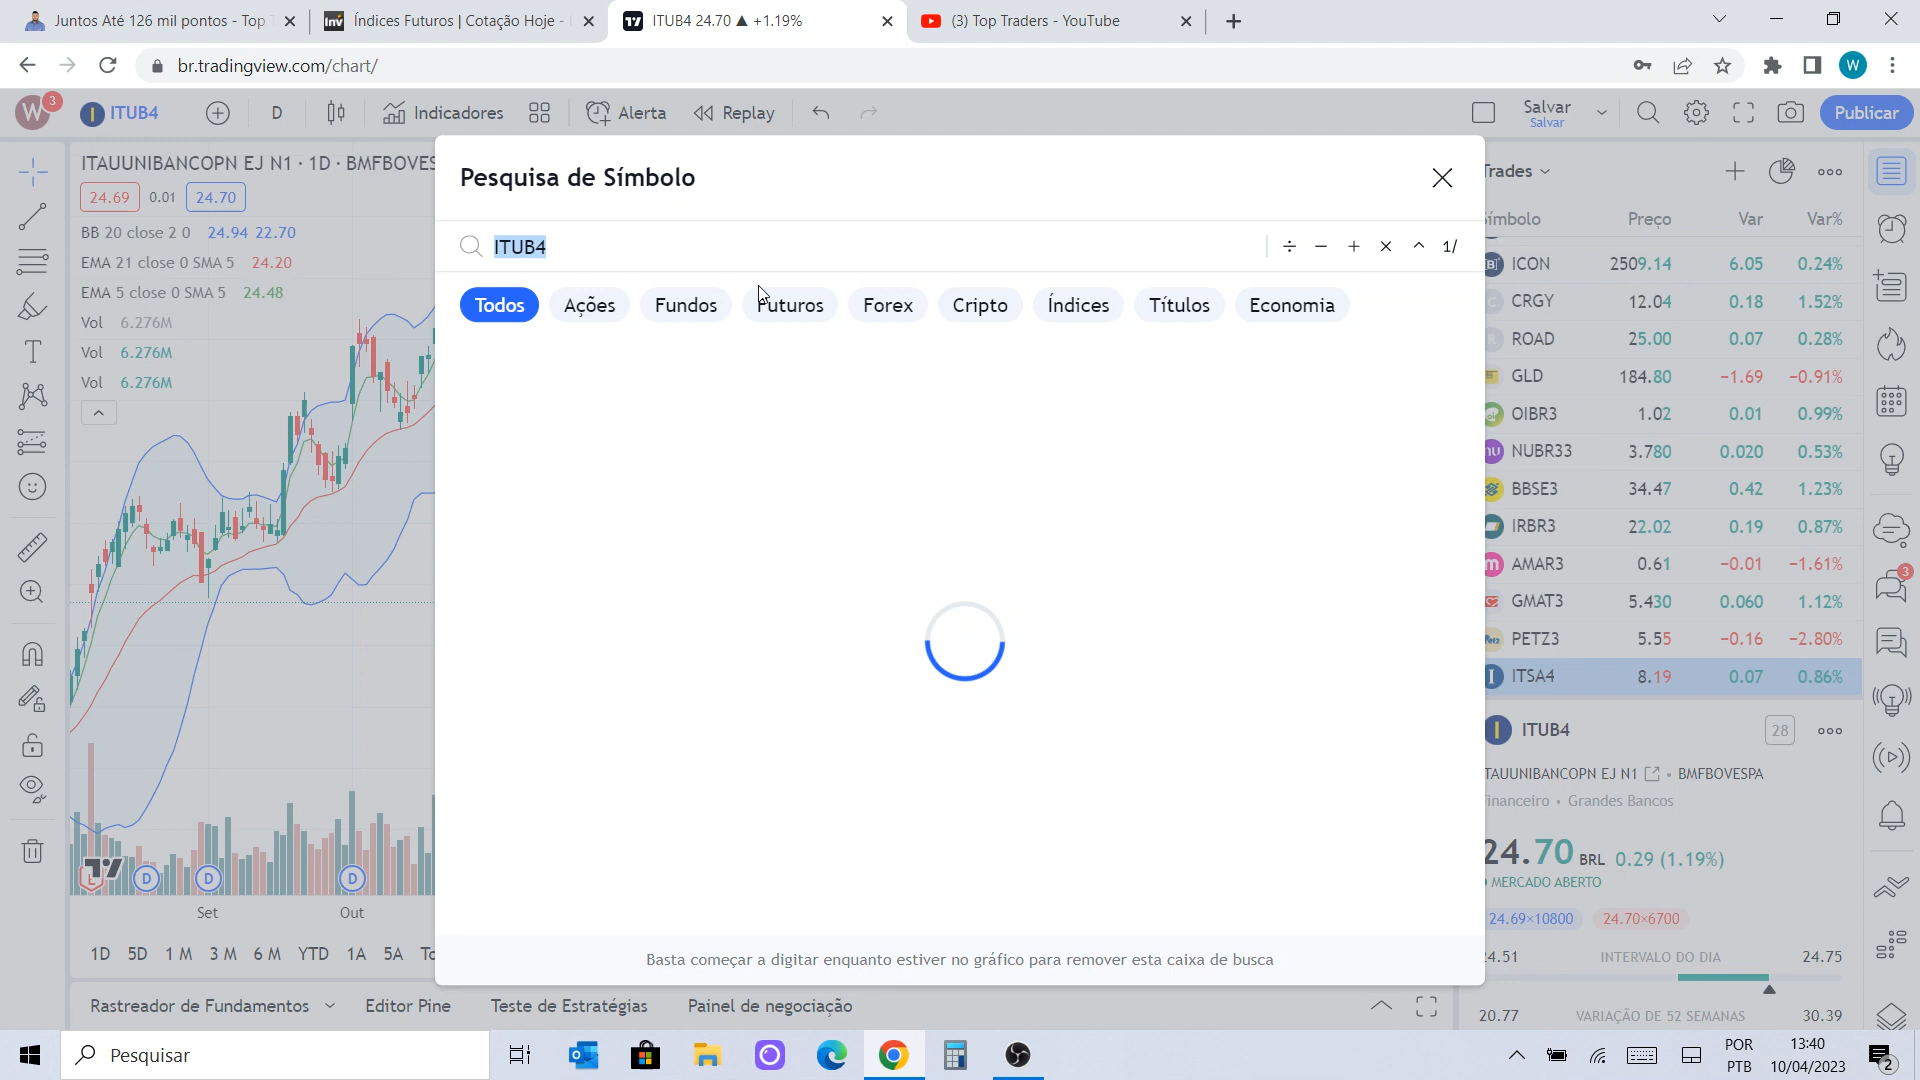 Juntos Até 126 mil pontos - Top
Índices Futuros | Cotação Hoje -
ITUB4 24.70 ▲ +1.19%
(3) Top Traders - YouTube
br.tradingview.com/chart/
W
W 3
ITUB4
D
Indicadores
Alerta
Replay
Salvar
Salvar
Publicar
ITAUUNIBANCOPN EJ N1 · 1D · BMFBOVES
24.69 0.01 24.70
BB 20 close 2 0 24.94 22.70
EMA 21 close 0 SMA 5 24.20
EMA 5 close 0 SMA 5 24.48
Vol 6.276M
Vol 6.276M
Vol 6.276M
D D D
Set Out
1D 5D 1 M 3 M 6 M YTD 1A 5A
Pesquisa de Símbolo
ITUB4
÷ − + × ^ 1/
Todos Ações Fundos Futuros Forex Cripto Índices Títulos Economia
Basta começar a digitar enquanto estiver no gráfico para remover esta caixa de busca
Trades
Símbolo Preço Var Var%
ICON 2509.14 6.05 0.24%
CRGY 12.04 0.18 1.52%
ROAD 25.00 0.07 0.28%
GLD 184.80 −1.69 −0.91%
OIBR3 1.02 0.01 0.99%
NUBR33 3.780 0.020 0.53%
BBSE3 34.47 0.42 1.23%
IRBR3 22.02 0.19 0.87%
AMAR3 0.61 −0.01 −1.61%
GMAT3 5.430 0.060 1.12%
PETZ3 5.55 −0.16 −2.80%
ITSA4 8.19 0.07 0.86%
3
ITUB4 28
TAUUNIBANCOPN EJ N1 • BMFBOVESPA
Financeiro • Grandes Bancos
24.70 BRL 0.29 (1.19%)
MERCADO ABERTO
24.69×10800 24.70×6700
24.51 INTERVALO DO DIA 24.75
20.77 VARIAÇÃO DE 52 SEMANAS 30.39
Rastreador de Fundamentos Editor Pine Teste de Estratégias Painel de negociação
Pesquisar
POR
PTB
13:40
10/04/2023
2